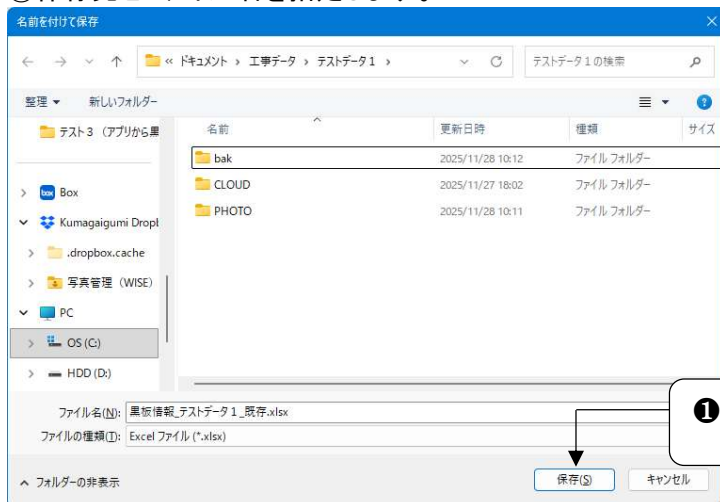 名前を付けて保存
« ドキュメント › 工事データ › テストデータ1 ›
テストデータ1の検索
整理 新しいフォルダー
名前 更新日時 種類 サイズ
テスト3 (アプリから黒
Box
Kumagaigumi Dropb
.dropbox.cache
写真管理 (WISE)
PC
OS (C:)
HDD (D:)
bak 2025/11/28 10:12 ファイル フォルダー
CLOUD 2025/11/27 18:02 ファイル フォルダー
PHOTO 2025/11/28 10:11 ファイル フォルダー
ファイル名(N): 黒板情報_テストデータ1_既存.xlsx
ファイルの種類(T): Excel ファイル (*.xlsx)
❶
フォルダーの非表示
保存(S) キャンセル